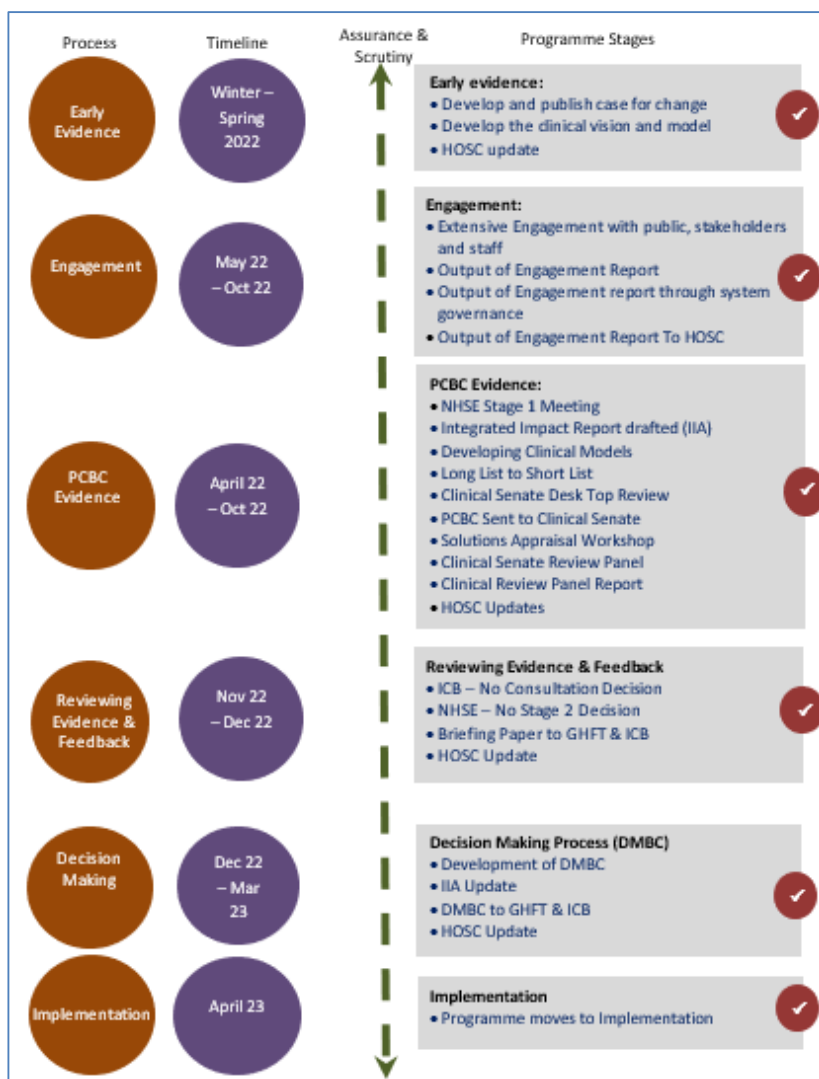 Process
Timeline
Assurance &
Scrutiny
Programme Stages
Early
Evidence
Winter –
Spring
2022
Early evidence:
• Develop and publish case for change
• Develop the clinical vision and model
• HOSC update
Engagement
May 22
– Oct 22
Engagement:
• Extensive Engagement with public, stakeholders
and staff
• Output of Engagement Report
• Output of Engagement report through system
governance
• Output of Engagement Report To HOSC
PCBC
Evidence
April 22
– Oct 22
PCBC Evidence:
• NHSE Stage 1 Meeting
• Integrated Impact Report drafted (IIA)
• Developing Clinical Models
• Long List to Short List
• Clinical Senate Desk Top Review
• PCBC Sent to Clinical Senate
• Solutions Appraisal Workshop
• Clinical Senate Review Panel
• Clinical Review Panel Report
• HOSC Updates
Reviewing
Evidence &
Feedback
Nov 22
– Dec 22
Reviewing Evidence & Feedback
• ICB – No Consultation Decision
• NHSE – No Stage 2 Decision
• Briefing Paper to GHFT & ICB
• HOSC Update
Decision
Making
Dec 22
– Mar
23
Decision Making Process (DMBC)
• Development of DMBC
• IIA Update
• DMBC to GHFT & ICB
• HOSC Update
Implementation
April 23
Implementation
• Programme moves to Implementation